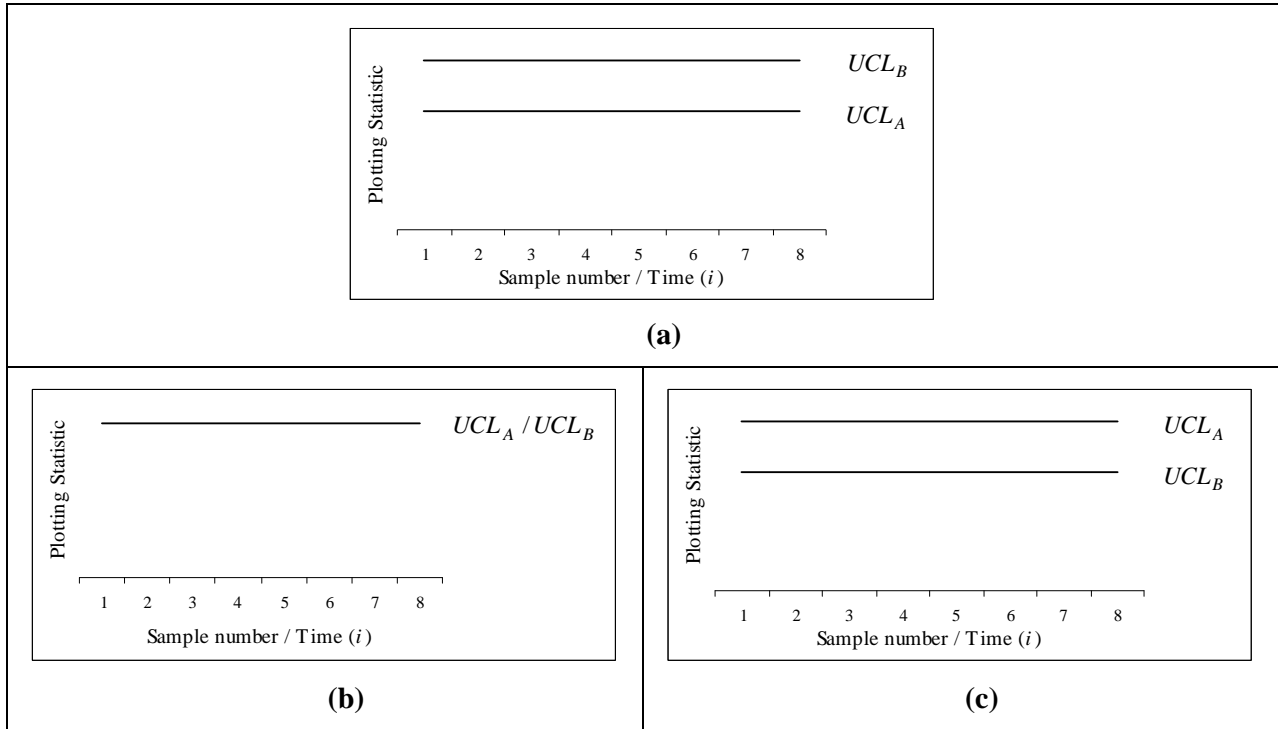 UCL_B
UCL_A
Plotting Statistic
1 2 3 4 5 6 7 8
Sample number / Time (i)
(a)
UCL_A / UCL_B
Plotting Statistic
1 2 3 4 5 6 7 8
Sample number / Time (i)
(b)
UCL_A
UCL_B
Plotting Statistic
1 2 3 4 5 6 7 8
Sample number / Time (i)
(c)